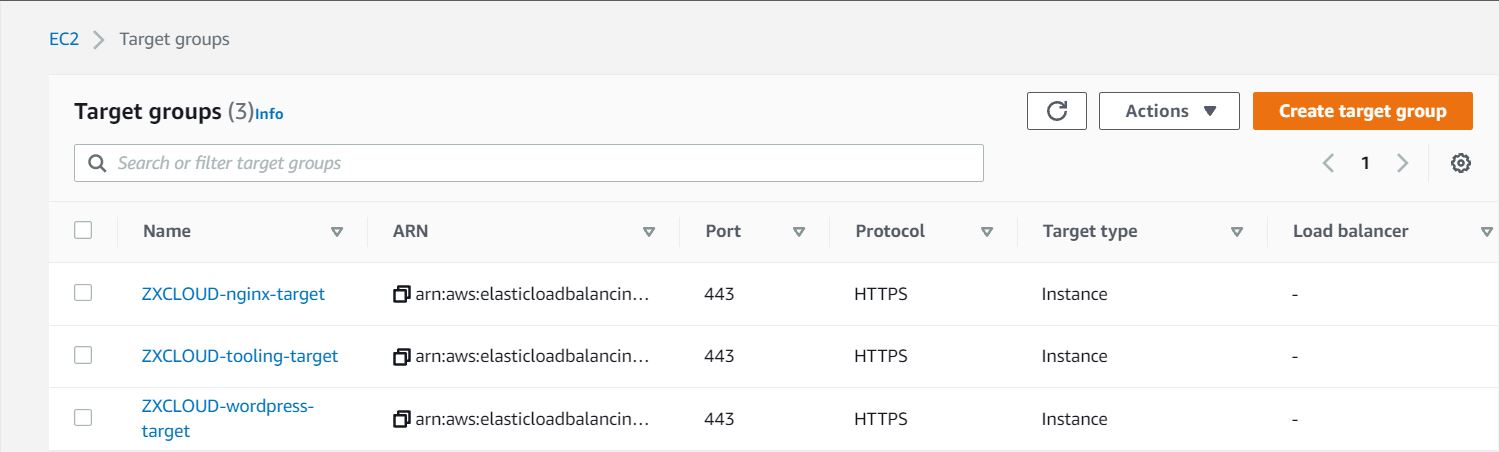 EC2 Target groups
Target groups (3) Info Actions Create target group
Search or filter target groups 1
Name ARN Port Protocol Target type Load balancer
ZXCLOUD-nginx-target arn:aws:elasticloadbalancin… 443 HTTPS Instance -
ZXCLOUD-tooling-target arn:aws:elasticloadbalancin… 443 HTTPS Instance -
ZXCLOUD-wordpress-
target arn:aws:elasticloadbalancin… 443 HTTPS Instance -